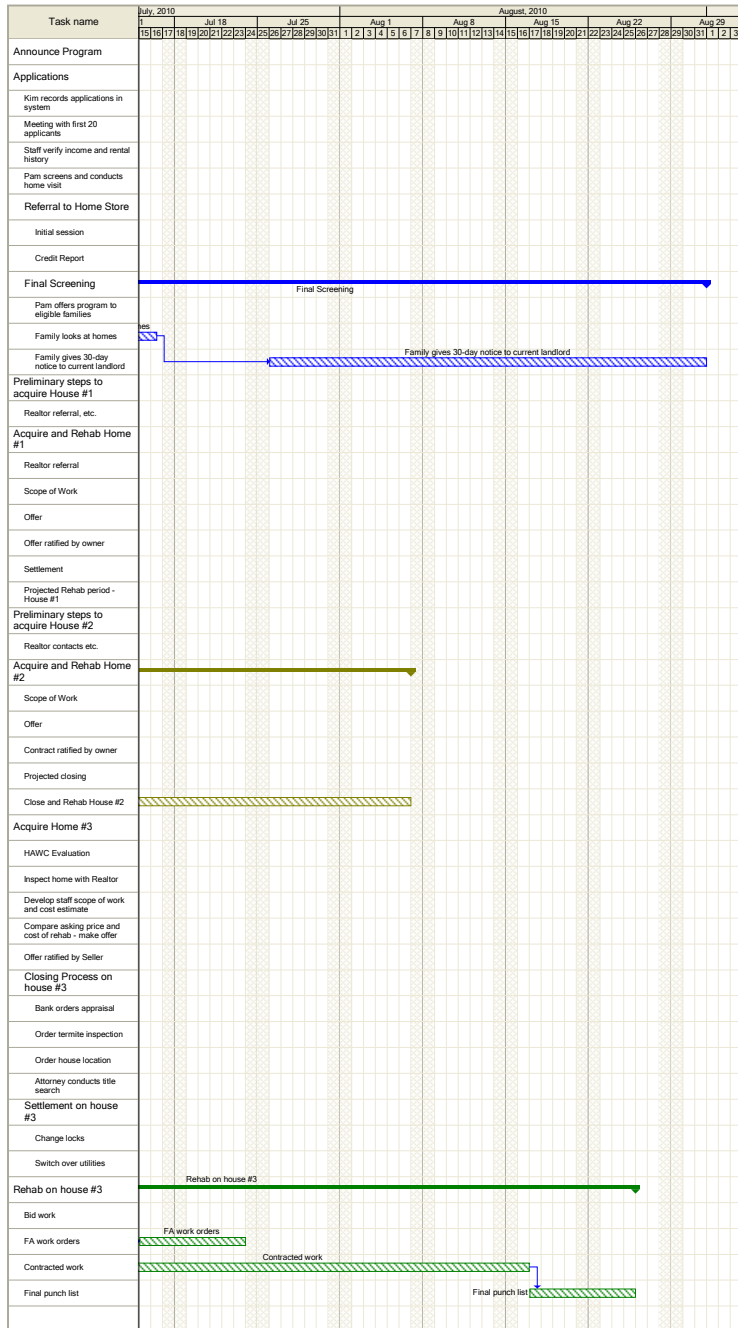 Task name
July, 2010
August, 2010
1 Jul 18 Jul 25 Aug 1 Aug 8 Aug 15 Aug 22 Aug 29
15 16 17 18 19 20 21 22 23 24 25 26 27 28 29 30 31 1 2 3 4 5 6 7 8 9 10 11 12 13 14 15 16 17 18 19 20 21 22 23 24 25 26 27 28 29 30 31 1 2 3
Announce Program
Applications
Kim records applications in
system
Meeting with first 20
applicants
Staff verify income and rental
history
Pam screens and conducts
home visit
Referral to Home Store
Initial session
Credit Report
Final Screening
Final Screening
Pam offers program to
eligible families
mes
Family looks at homes
Family gives 30-day
notice to current landlord
Family gives 30-day notice to current landlord
Preliminary steps to
acquire House #1
Realtor referral, etc.
Acquire and Rehab Home
#1
Realtor referral
Scope of Work
Offer
Offer ratified by owner
Settlement
Projected Rehab period -
House #1
Preliminary steps to
acquire House #2
Realtor contacts etc.
Acquire and Rehab Home
#2
Scope of Work
Offer
Contract ratified by owner
Projected closing
Close and Rehab House #2
Acquire Home #3
HAWC Evaluation
Inspect home with Realtor
Develop staff scope of work
and cost estimate
Compare asking price and
cost of rehab - make offer
Offer ratified by Seller
Closing Process on
house #3
Bank orders appraisal
Order termite inspection
Order house location
Attorney conducts title
search
Settlement on house
#3
Change locks
Switch over utilities
Rehab on house #3
Rehab on house #3
Bid work
FA work orders
FA work orders
Contracted work
Contracted work
Final punch list
Final punch list